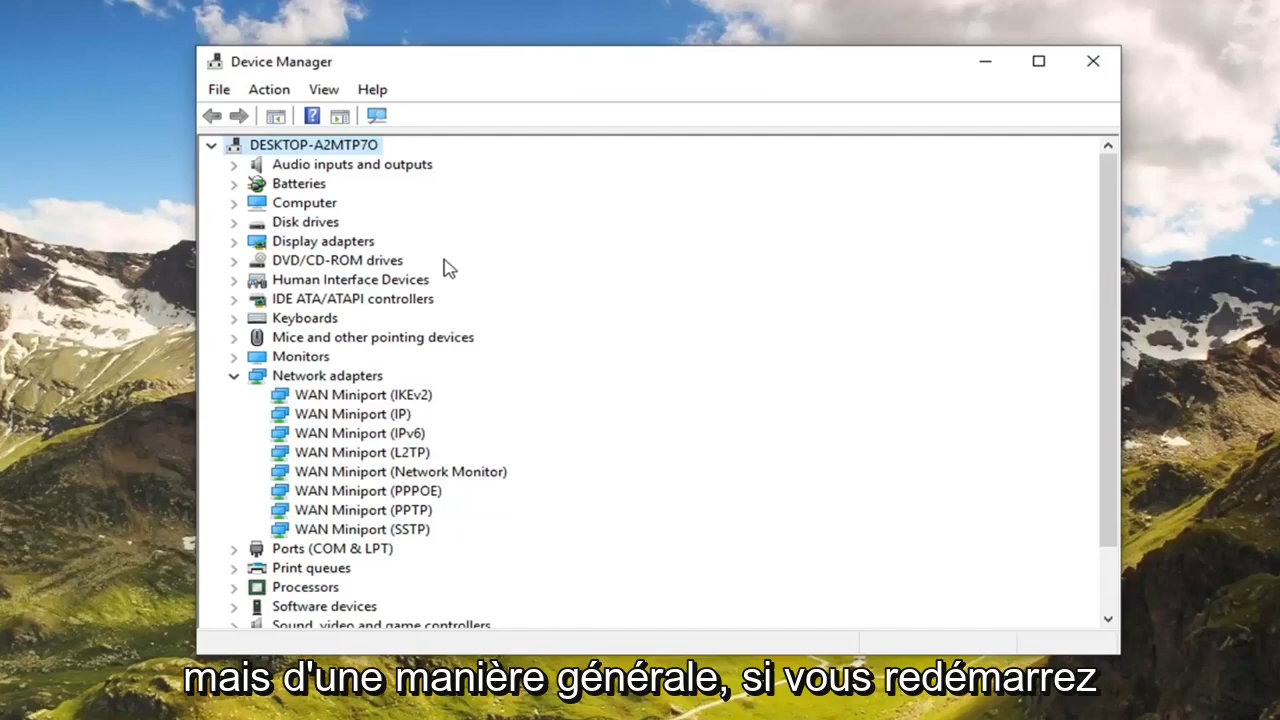 Device Manager
File Action View Help
DESKTOP-A2MTP7O
Audio inputs and outputs
Batteries
Computer
Disk drives
Display adapters
DVD/CD-ROM drives
Human Interface Devices
IDE ATA/ATAPI controllers
Keyboards
Mice and other pointing devices
Monitors
Network adapters
WAN Miniport (IKEv2)
WAN Miniport (IP)
WAN Miniport (IPv6)
WAN Miniport (L2TP)
WAN Miniport (Network Monitor)
WAN Miniport (PPPOE)
WAN Miniport (PPTP)
WAN Miniport (SSTP)
Ports (COM & LPT)
Print queues
Processors
Software devices
Sound, video and game controllers
mais d'une manière générale, si vous redémarrez